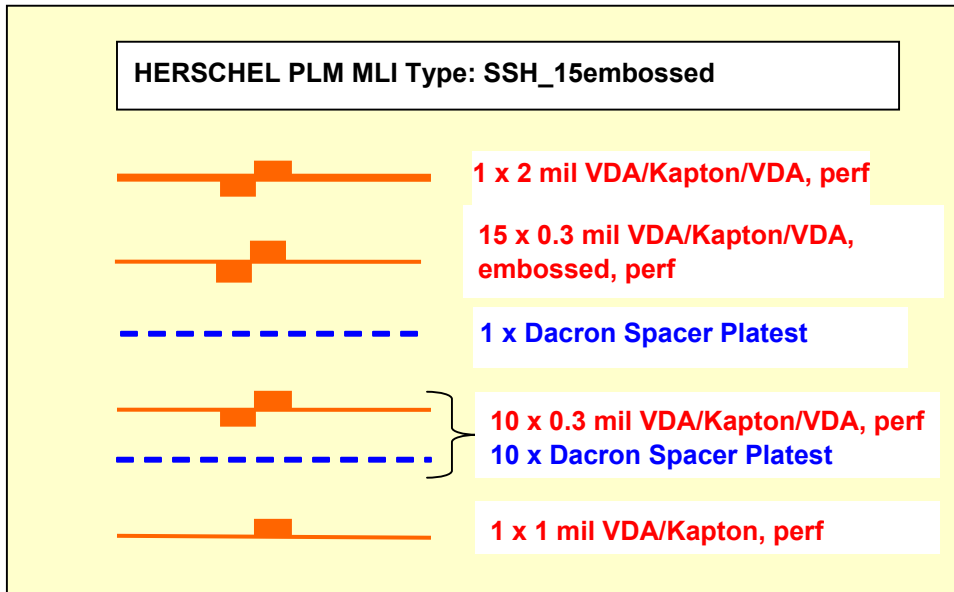 HERSCHEL PLM MLI Type: SSH_15embossed
1 x 2 mil VDA/Kapton/VDA, perf
15 x 0.3 mil VDA/Kapton/VDA,
embossed, perf
1 x Dacron Spacer Platest
10 x 0.3 mil VDA/Kapton/VDA, perf
10 x Dacron Spacer Platest
1 x 1 mil VDA/Kapton, perf